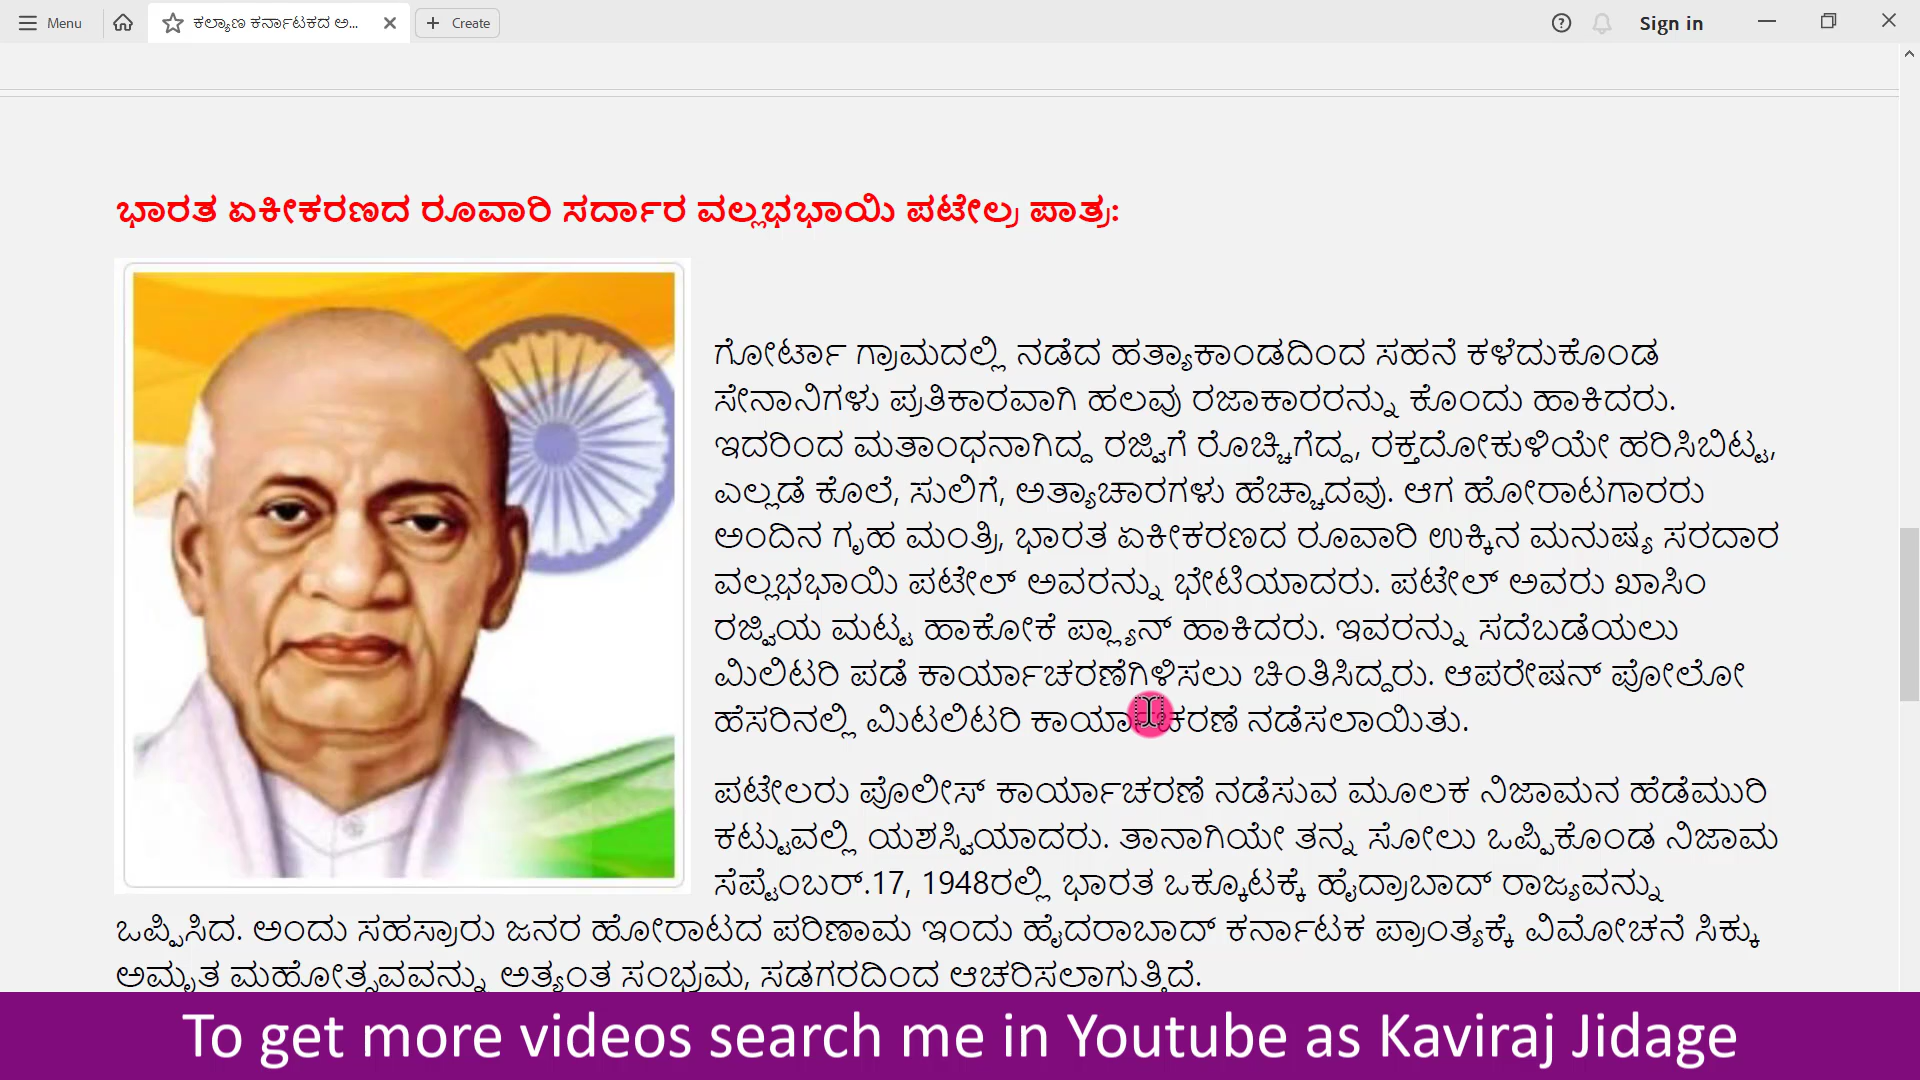 Menu
ಕಲ್ಯಾಣ ಕರ್ನಾಟಕದ ಅ...
Create
Sign in
ಭಾರತ ಏಕೀಕರಣದ ರೂವಾರಿ ಸರ್ದಾರ ವಲ್ಲಭಭಾಯಿ ಪಟೇಲ್ರ ಪಾತ್ರ:
ಗೋರ್ಟಾ ಗ್ರಾಮದಲ್ಲಿ ನಡೆದ ಹತ್ಯಾಕಾಂಡದಿಂದ ಸಹನೆ ಕಳೆದುಕೊಂಡ
ಸೇನಾನಿಗಳು ಪ್ರತಿಕಾರವಾಗಿ ಹಲವು ರಜಾಕಾರರನ್ನು ಕೊಂದು ಹಾಕಿದರು.
ಇದರಿಂದ ಮತಾಂಧನಾಗಿದ್ದ ರಜ್ವಿಗೆ ರೊಚ್ಚಿಗೆದ್ದ, ರಕ್ತದೋಕುಳಿಯೇ ಹರಿಸಿಬಿಟ್ಟ,
ಎಲ್ಲಡೆ ಕೊಲೆ, ಸುಲಿಗೆ, ಅತ್ಯಾಚಾರಗಳು ಹೆಚ್ಚಾದವು. ಆಗ ಹೋರಾಟಗಾರರು
ಅಂದಿನ ಗೃಹ ಮಂತ್ರಿ, ಭಾರತ ಏಕೀಕರಣದ ರೂವಾರಿ ಉಕ್ಕಿನ ಮನುಷ್ಯ ಸರದಾರ
ವಲ್ಲಭಭಾಯಿ ಪಟೇಲ್ ಅವರನ್ನು ಭೇಟಿಯಾದರು. ಪಟೇಲ್ ಅವರು ಖಾಸಿಂ
ರಜ್ವಿಯ ಮಟ್ಟ ಹಾಕೋಕೆ ಪ್ಲ್ಯಾನ್ ಹಾಕಿದರು. ಇವರನ್ನು ಸದೆಬಡೆಯಲು
ಮಿಲಿಟರಿ ಪಡೆ ಕಾರ್ಯಾಚರಣೆಗಿಳಿಸಲು ಚಿಂತಿಸಿದ್ದರು. ಆಪರೇಷನ್ ಪೋಲೋ
ಹೆಸರಿನಲ್ಲಿ ಮಿಟಲಿಟರಿ ಕಾರ್ಯಾಚರಣೆ ನಡೆಸಲಾಯಿತು.
ಪಟೇಲರು ಪೊಲೀಸ್ ಕಾರ್ಯಾಚರಣೆ ನಡೆಸುವ ಮೂಲಕ ನಿಜಾಮನ ಹೆಡೆಮುರಿ
ಕಟ್ಟುವಲ್ಲಿ ಯಶಸ್ವಿಯಾದರು. ತಾನಾಗಿಯೇ ತನ್ನ ಸೋಲು ಒಪ್ಪಿಕೊಂಡ ನಿಜಾಮ
ಸೆಪ್ಟೆಂಬರ್.17, 1948ರಲ್ಲಿ ಭಾರತ ಒಕ್ಕೂಟಕ್ಕೆ ಹೈದ್ರಾಬಾದ್ ರಾಜ್ಯವನ್ನು
ಒಪ್ಪಿಸಿದ. ಅಂದು ಸಹಸ್ರಾರು ಜನರ ಹೋರಾಟದ ಪರಿಣಾಮ ಇಂದು ಹೈದರಾಬಾದ್ ಕರ್ನಾಟಕ ಪ್ರಾಂತ್ಯಕ್ಕೆ ವಿಮೋಚನೆ ಸಿಕ್ಕು
ಅಮೃತ ಮಹೋತ್ಸವವನ್ನು ಅತ್ಯಂತ ಸಂಭ್ರಮ, ಸಡಗರದಿಂದ ಆಚರಿಸಲಾಗುತ್ತಿದೆ.
To get more videos search me in Youtube as Kaviraj Jidage